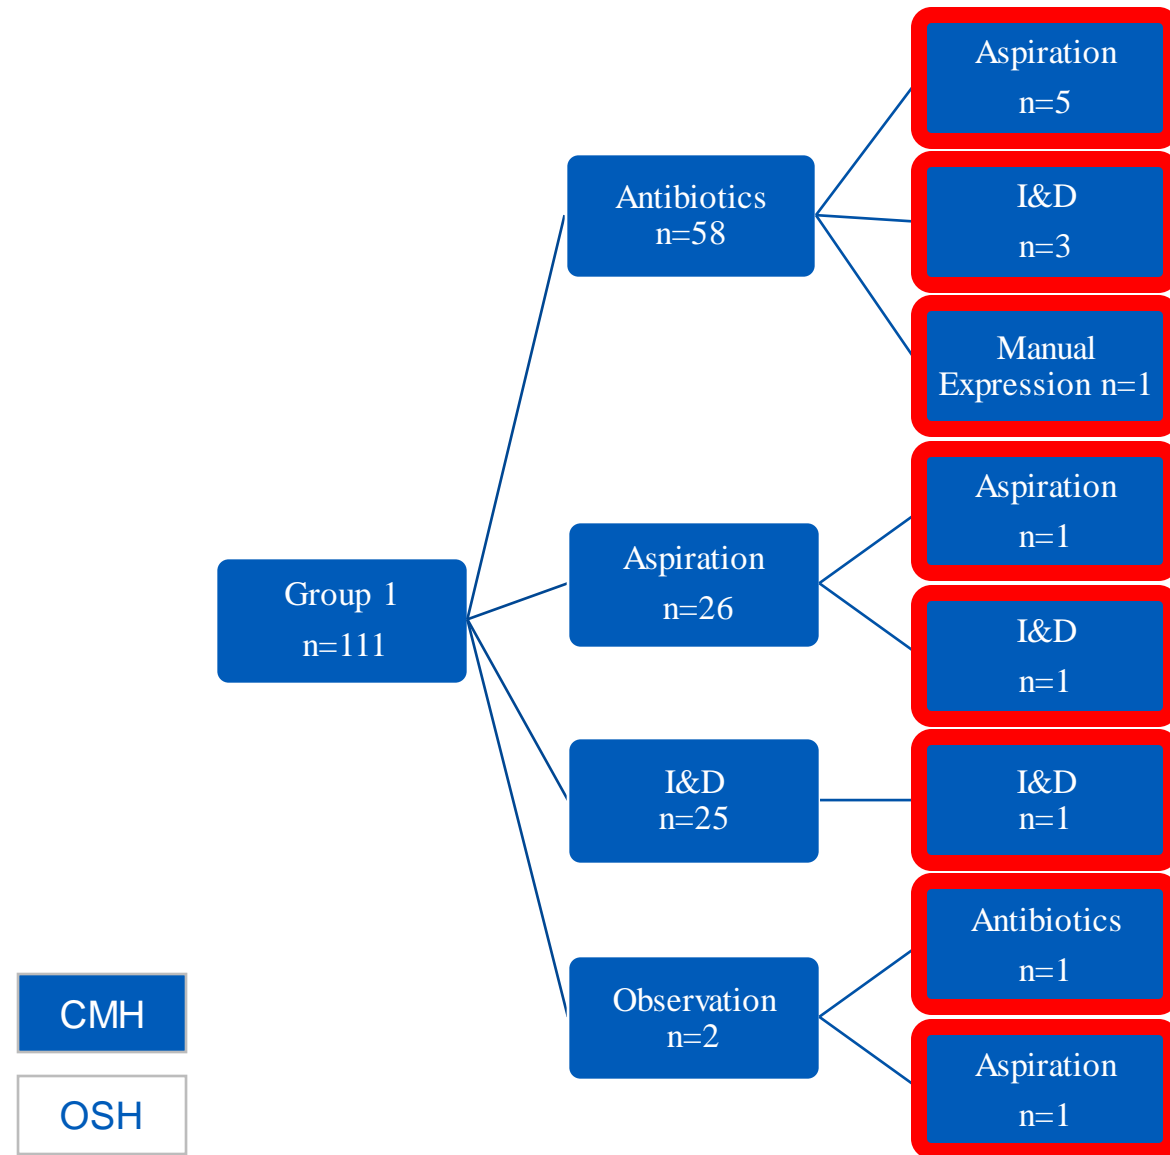 Group 1
n=111
Antibiotics
n=58
Aspiration
n=5
I&D
n=3
Manual
Expression n=1
Aspiration
n=26
Aspiration
n=1
I&D
n=1
I&D
n=25
I&D
n=1
Observation
n=2
Antibiotics
n=1
Aspiration
n=1
CMH
OSH